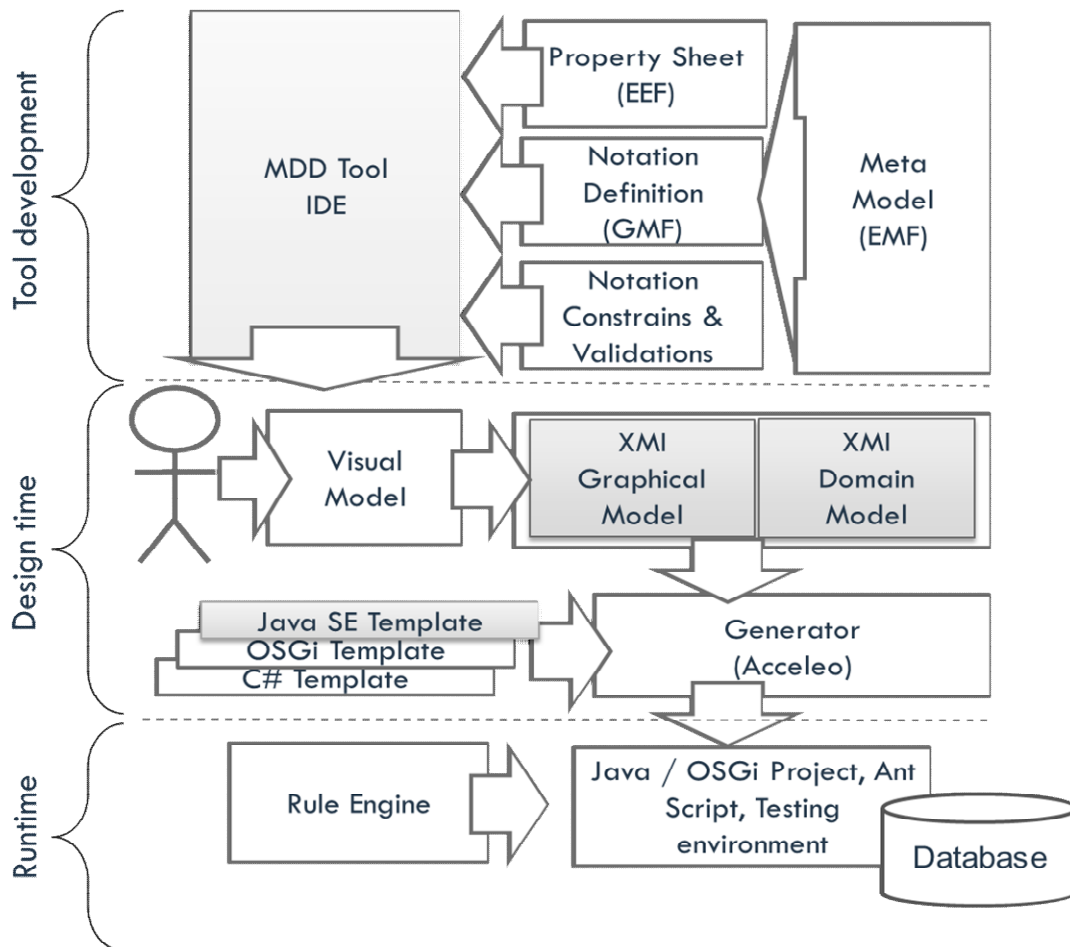 Tool development
MDD Tool
IDE
Property Sheet
(EEF)
Notation
Definition
(GMF)
Notation
Constrains &
Validations
Meta
Model
(EMF)
Design time
Visual
Model
XMI
Graphical
Model
XMI
Domain
Model
Java SE Template
OSGi Template
C# Template
Generator
(Acceleo)
Runtime
Rule Engine
Java / OSGi Project, Ant
Script, Testing
environment
Database